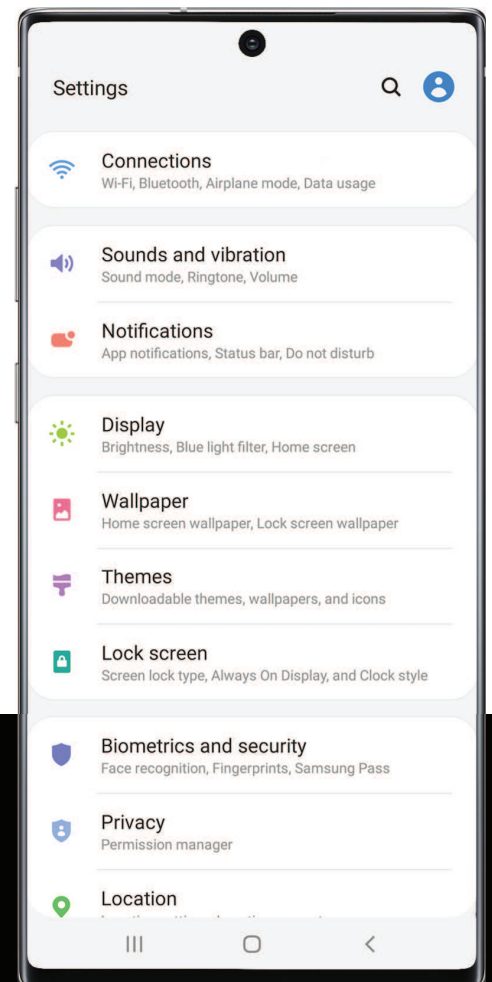 Settings
Connections
Wi-Fi, Bluetooth, Airplane mode, Data usage
Sounds and vibration
Sound mode, Ringtone, Volume
Notifications
App notifications, Status bar, Do not disturb
Display
Brightness, Blue light filter, Home screen
Wallpaper
Home screen wallpaper, Lock screen wallpaper
Themes
Downloadable themes, wallpapers, and icons
Lock screen
Screen lock type, Always On Display, and Clock style
Biometrics and security
Face recognition, Fingerprints, Samsung Pass
Privacy
Permission manager
Location